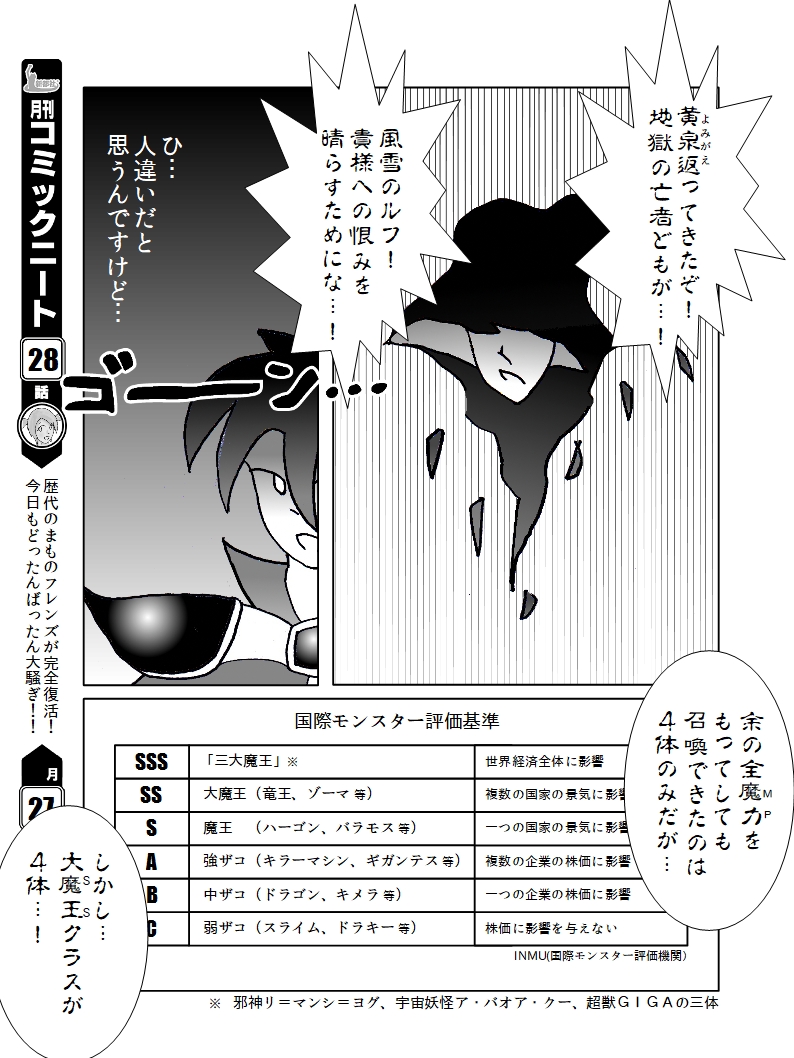 黄泉返ってきたぞ!
よみがえ
地獄の亡者どもが…!
風雪のルフ!
貴様への恨みを
晴らすためにな…!
ひ…
人違いだと
思うんですけど…
ゴーン…
新都社
月刊
コミックニート
28
話
歴代のまものフレンズが完全復活!
今日もどったんばったん大騒ぎ!!
月
27
国際モンスター評価基準
SSS 「三大魔王」※ 世界経済全体に影響
SS 大魔王(竜王、ゾーマ等) 複数の国家の景気に影響
S 魔王 (ハーゴン、バラモス等) 一つの国家の景気に影響
A 強ザコ(キラーマシン、ギガンテス等) 複数の企業の株価に影響
B 中ザコ(ドラゴン、キメラ等) 一つの企業の株価に影響
C 弱ザコ(スライム、ドラキー等) 株価に影響を与えない
INMU(国際モンスター評価機関)
余の全魔力を
MP
もってしても
召喚できたのは
4体のみだが…
しかし…
大魔王クラスが
SS
4体…!
※ 邪神リ=マンシ=ヨグ、宇宙妖怪ア・バオア・クー、超獣GIGAの三体